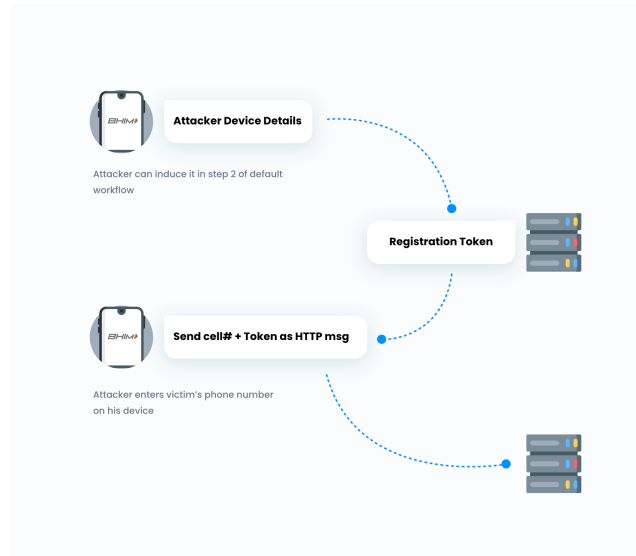 BHIM
Attacker Device Details
Attacker can induce it in step 2 of default
workflow
Registration Token
BHIM
Send cell# + Token as HTTP msg
Attacker enters victim's phone number
on his device